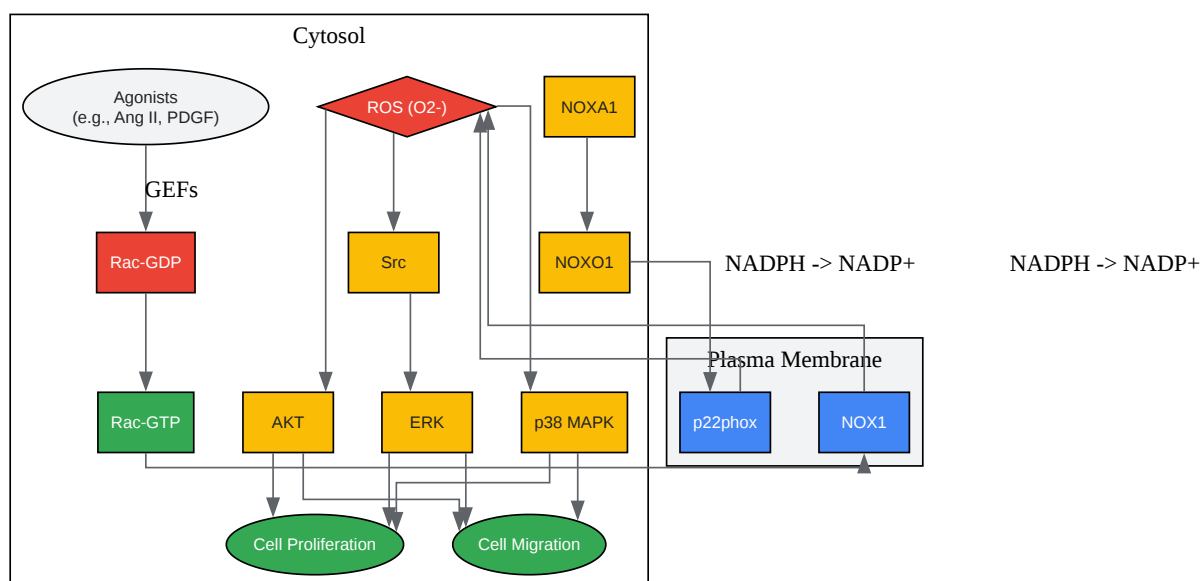 Cytosol
Agonists
(e.g., Ang II, PDGF)
ROS (O2-)
NOXA1
GEFs
Rac-GDP
Src
NOXO1
NADPH -> NADP+
NADPH -> NADP+
Plasma Membrane
Rac-GTP
AKT
ERK
p38 MAPK
p22phox
NOX1
Cell Proliferation
Cell Migration